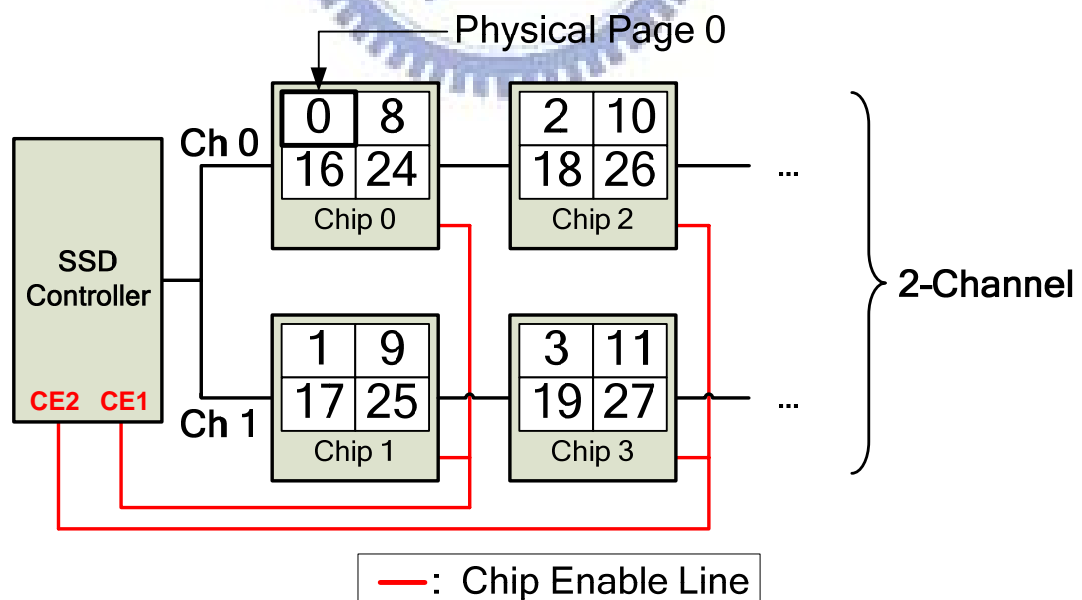 Physical Page 0
Ch 0
0 8
16 24
Chip 0
2 10
18 26
Chip 2
...
SSD
Controller
CE2 CE1
2-Channel
Ch 1
1 9
17 25
Chip 1
3 11
19 27
Chip 3
...
: Chip Enable Line